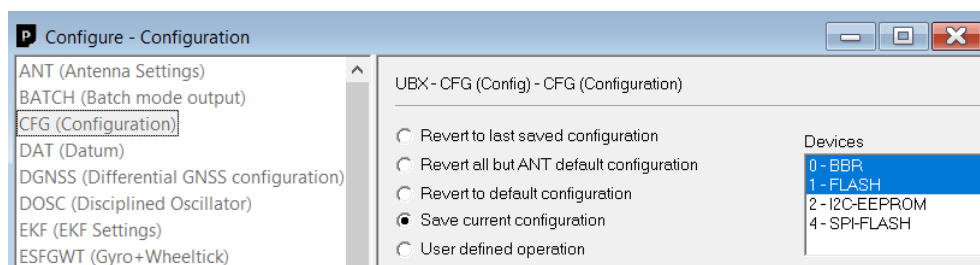 Configure - Configuration
ANT (Antenna Settings)
BATCH (Batch mode output)
CFG (Configuration)
DAT (Datum)
DGNSS (Differential GNSS configuration)
DOSC (Disciplined Oscillator)
EKF (EKF Settings)
ESFGWT (Gyro+Wheeltick)
UBX - CFG (Config) - CFG (Configuration)
Revert to last saved configuration
Revert all but ANT default configuration
Revert to default configuration
Save current configuration
User defined operation
Devices
0 - BBR
1 - FLASH
2 - I2C-EEPROM
4 - SPI-FLASH